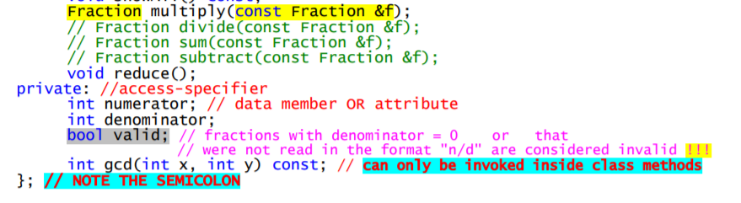 Fraction multiply(const Fraction &f);
// Fraction divide(const Fraction &f);
// Fraction sum(const Fraction &f);
// Fraction subtract(const Fraction &f);
void reduce();
private: //access-specifier
int numerator; // data member OR attribute
int denominator;
bool valid; // fractions with denominator = 0 or that
// were not read in the format "n/d" are considered invalid !!!
int gcd(int x, int y) const; // can only be invoked inside class methods
}; // NOTE THE SEMICOLON